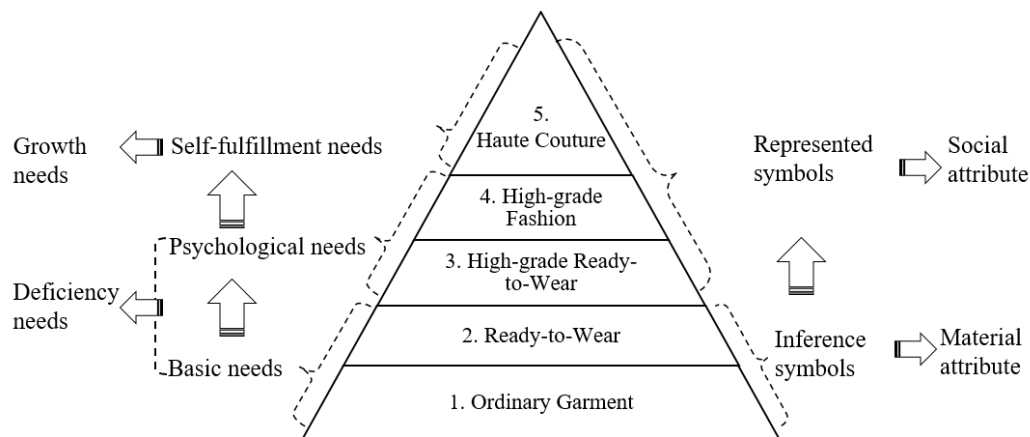 5.
Haute Couture
Growth
needs
Self-fulfillment needs
Represented
symbols
Social
attribute
4. High-grade
Fashion
Psychological needs
3. High-grade Ready-
to-Wear
Deficiency
needs
2. Ready-to-Wear
Inference
symbols
Material
attribute
Basic needs
1. Ordinary Garment